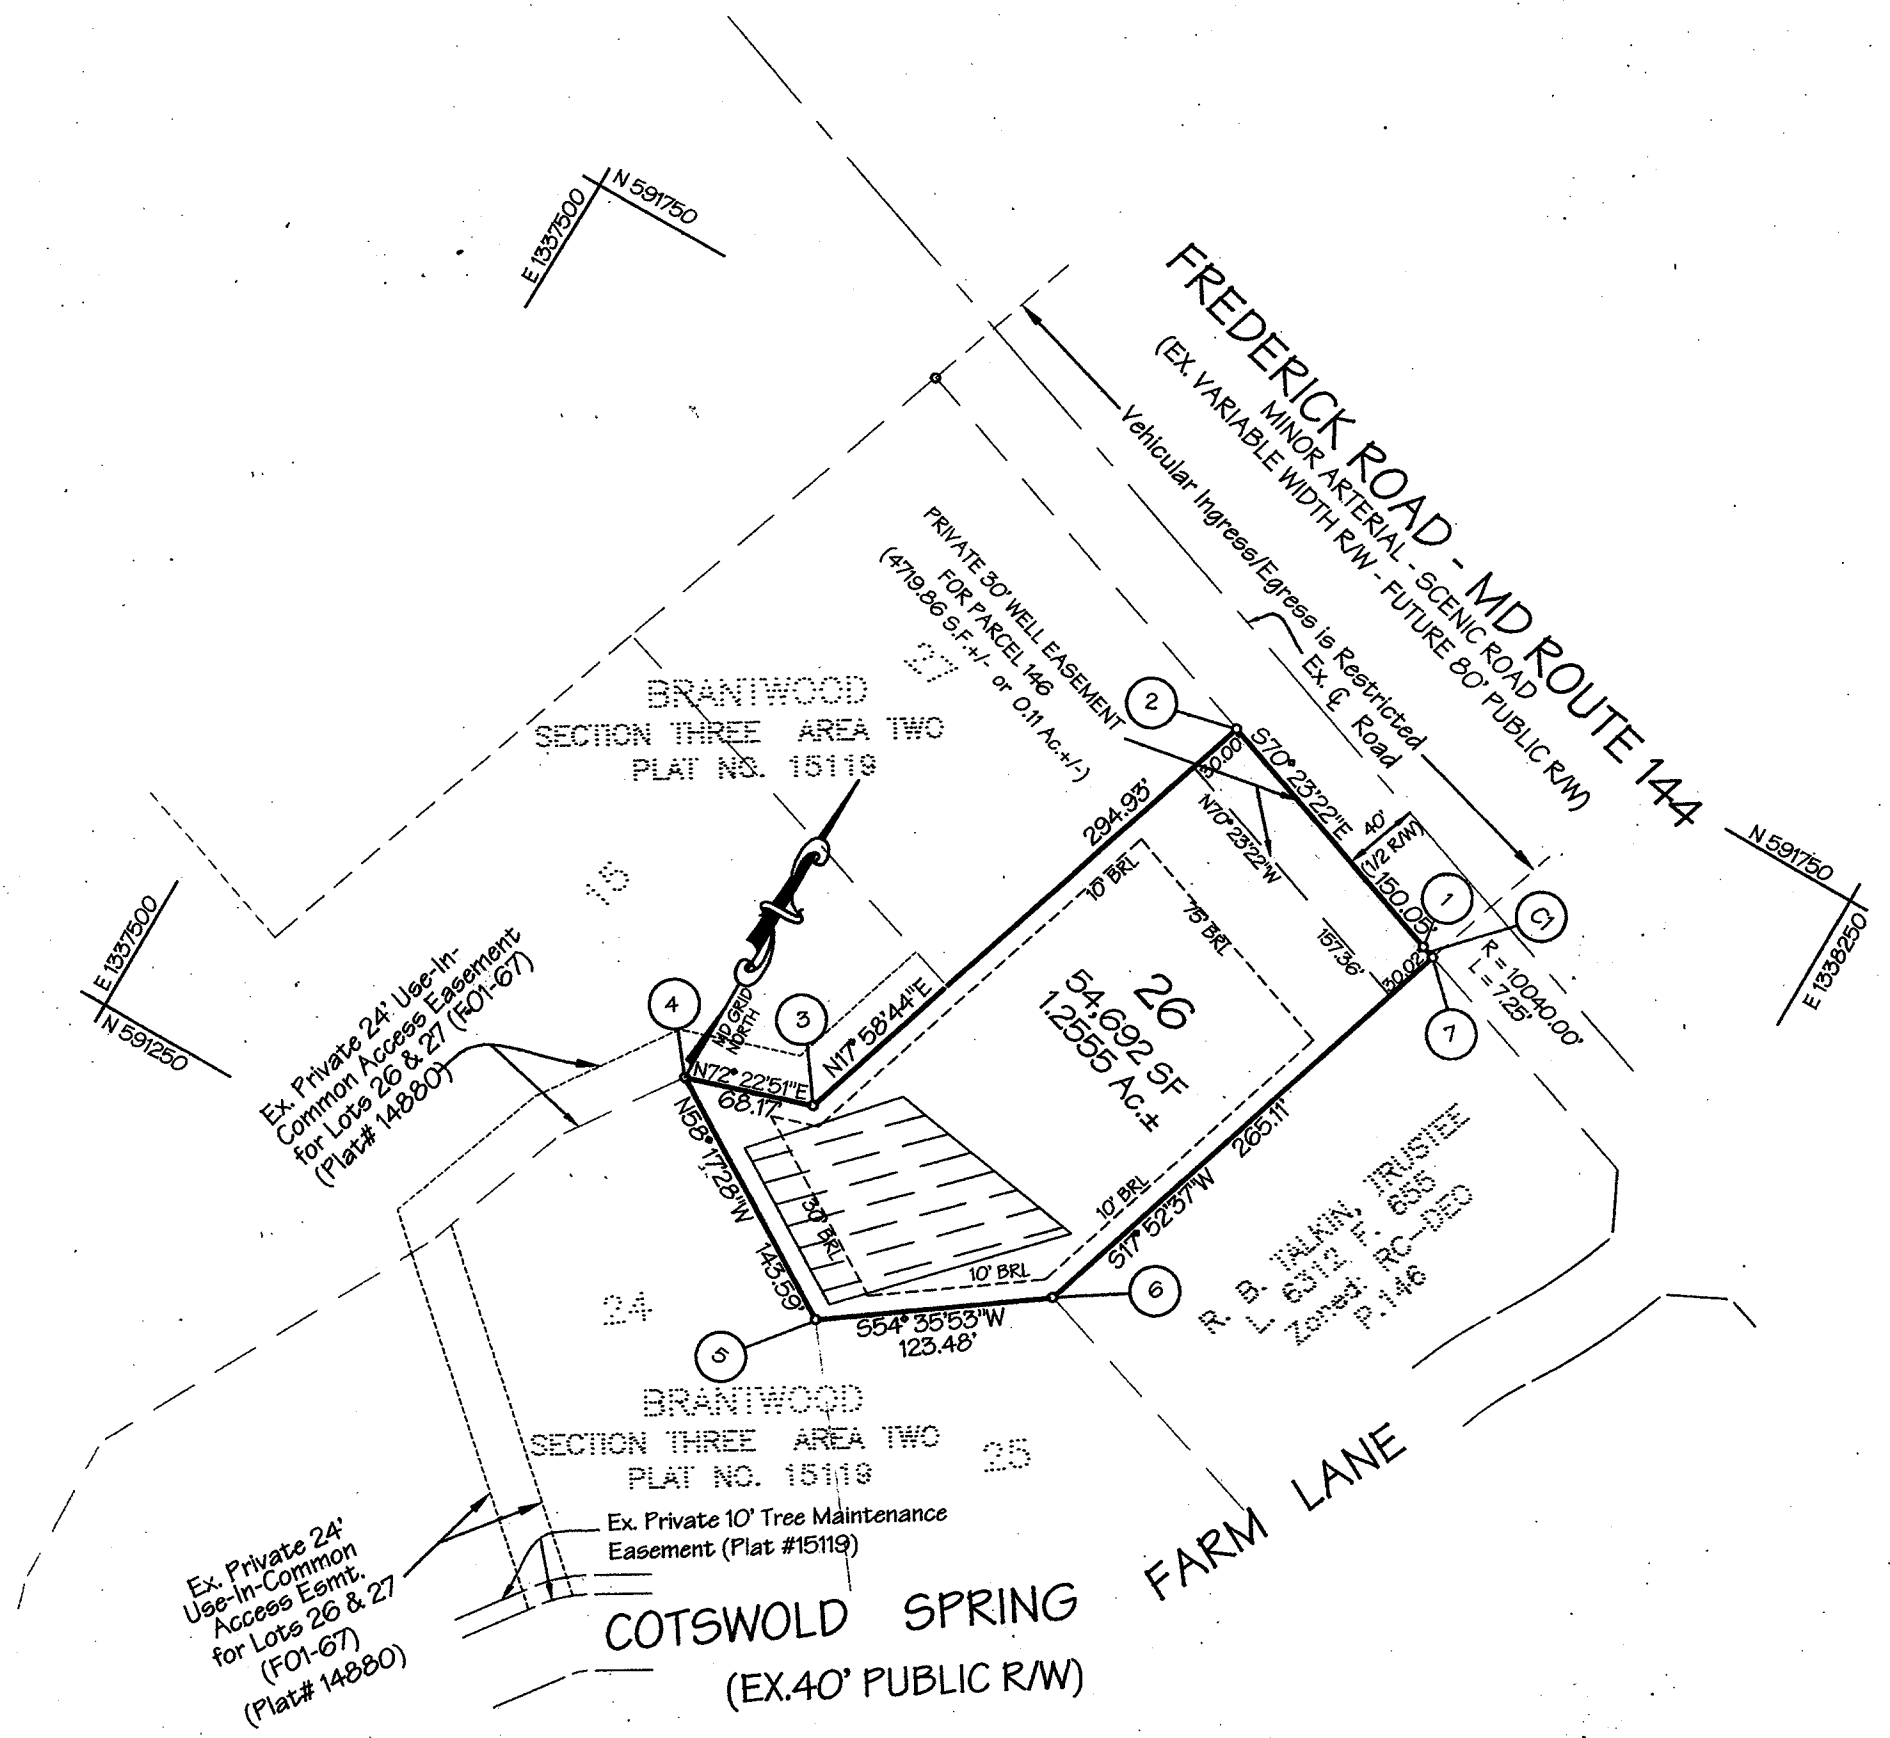 N 591750
E 1337500
FREDERICK ROAD - MD ROUTE 144
MINOR ARTERIAL - SCENIC ROAD
(EX. VARIABLE WIDTH R/W - FUTURE 80' PUBLIC R/W)
Vehicular Ingress/Egress is Restricted
Ex. ℄ Road
PRIVATE 30' WELL EASEMENT
FOR PARCEL 146
(4719.86 S.F.+/- or 0.11 Ac.+/-)
27
BRANTWOOD
SECTION THREE AREA TWO
PLAT NO. 15119
2
30.00'
S70°23'22"E
150.05'
40'
(1/2 R/W)
N70°23'22"W
157.36'
1
C1
R = 10040.00'
L = 7.25'
N 591750
E 1338250
294.93'
N17°58'44"E
10' BRL
75' BRL
15
E 1337500
N 591250
Ex. Private 24' Use-In-
Common Access Easement
for Lots 26 & 27 (F01-67)
(Plat# 14880)
MD GRID
NORTH
4
3
26
54,692 SF
1.2555 Ac.±
30.02'
7
N72°22'51"E
68.17'
N58°17'28"W
143.59'
30' BRL
10' BRL
10' BRL
265.11'
S17°52'37"W
6
S54°35'53"W
123.48'
5
24
R. B. TALKIN, TRUSTEE
L. 6312 F. 655
Zoned: RC-DEO
P.146
BRANTWOOD
SECTION THREE AREA TWO
PLAT NO. 15119
25
Ex. Private 10' Tree Maintenance
Easement (Plat #15119)
Ex. Private 24'
Use-In-Common
Access Esmt.
for Lots 26 & 27
(F01-67)
(Plat# 14880)
COTSWOLD SPRING FARM LANE
(EX.40' PUBLIC R/W)